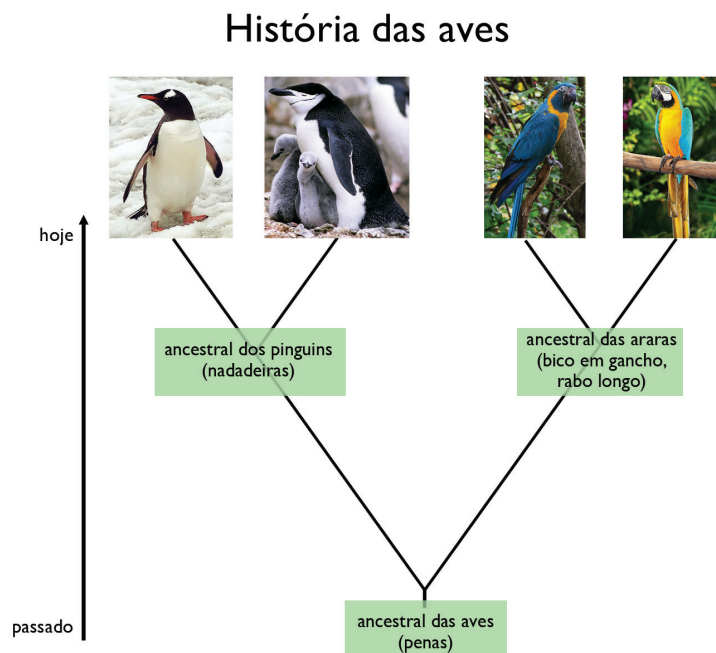 História das aves
hoje
ancestral dos pinguins
(nadadeiras)
ancestral das araras
(bico em gancho,
rabo longo)
passado
ancestral das aves
(penas)